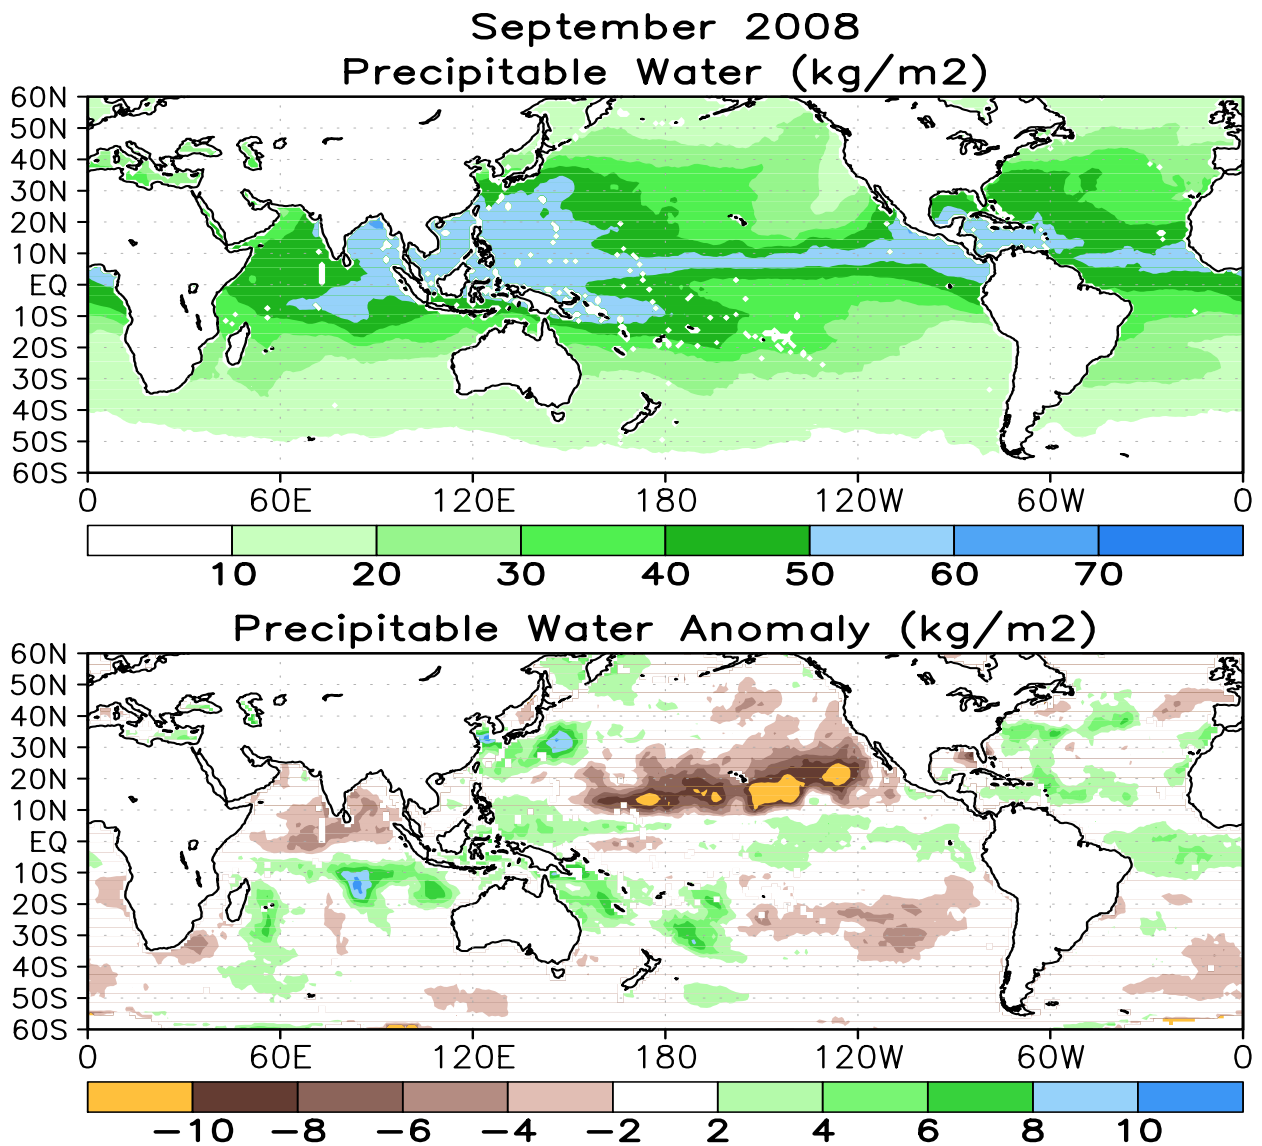 September 2008
Precipitable Water (kg/m2)
60N
50N
40N
30N
20N
10N
EQ
10S
20S
30S
40S
50S
60S
0 60E 120E 180 120W 60W 0
10 20 30 40 50 60 70
Precipitable Water Anomaly (kg/m2)
60N
50N
40N
30N
20N
10N
EQ
10S
20S
30S
40S
50S
60S
0 60E 120E 180 120W 60W 0
−10 −8 −6 −4 −2 2 4 6 8 10